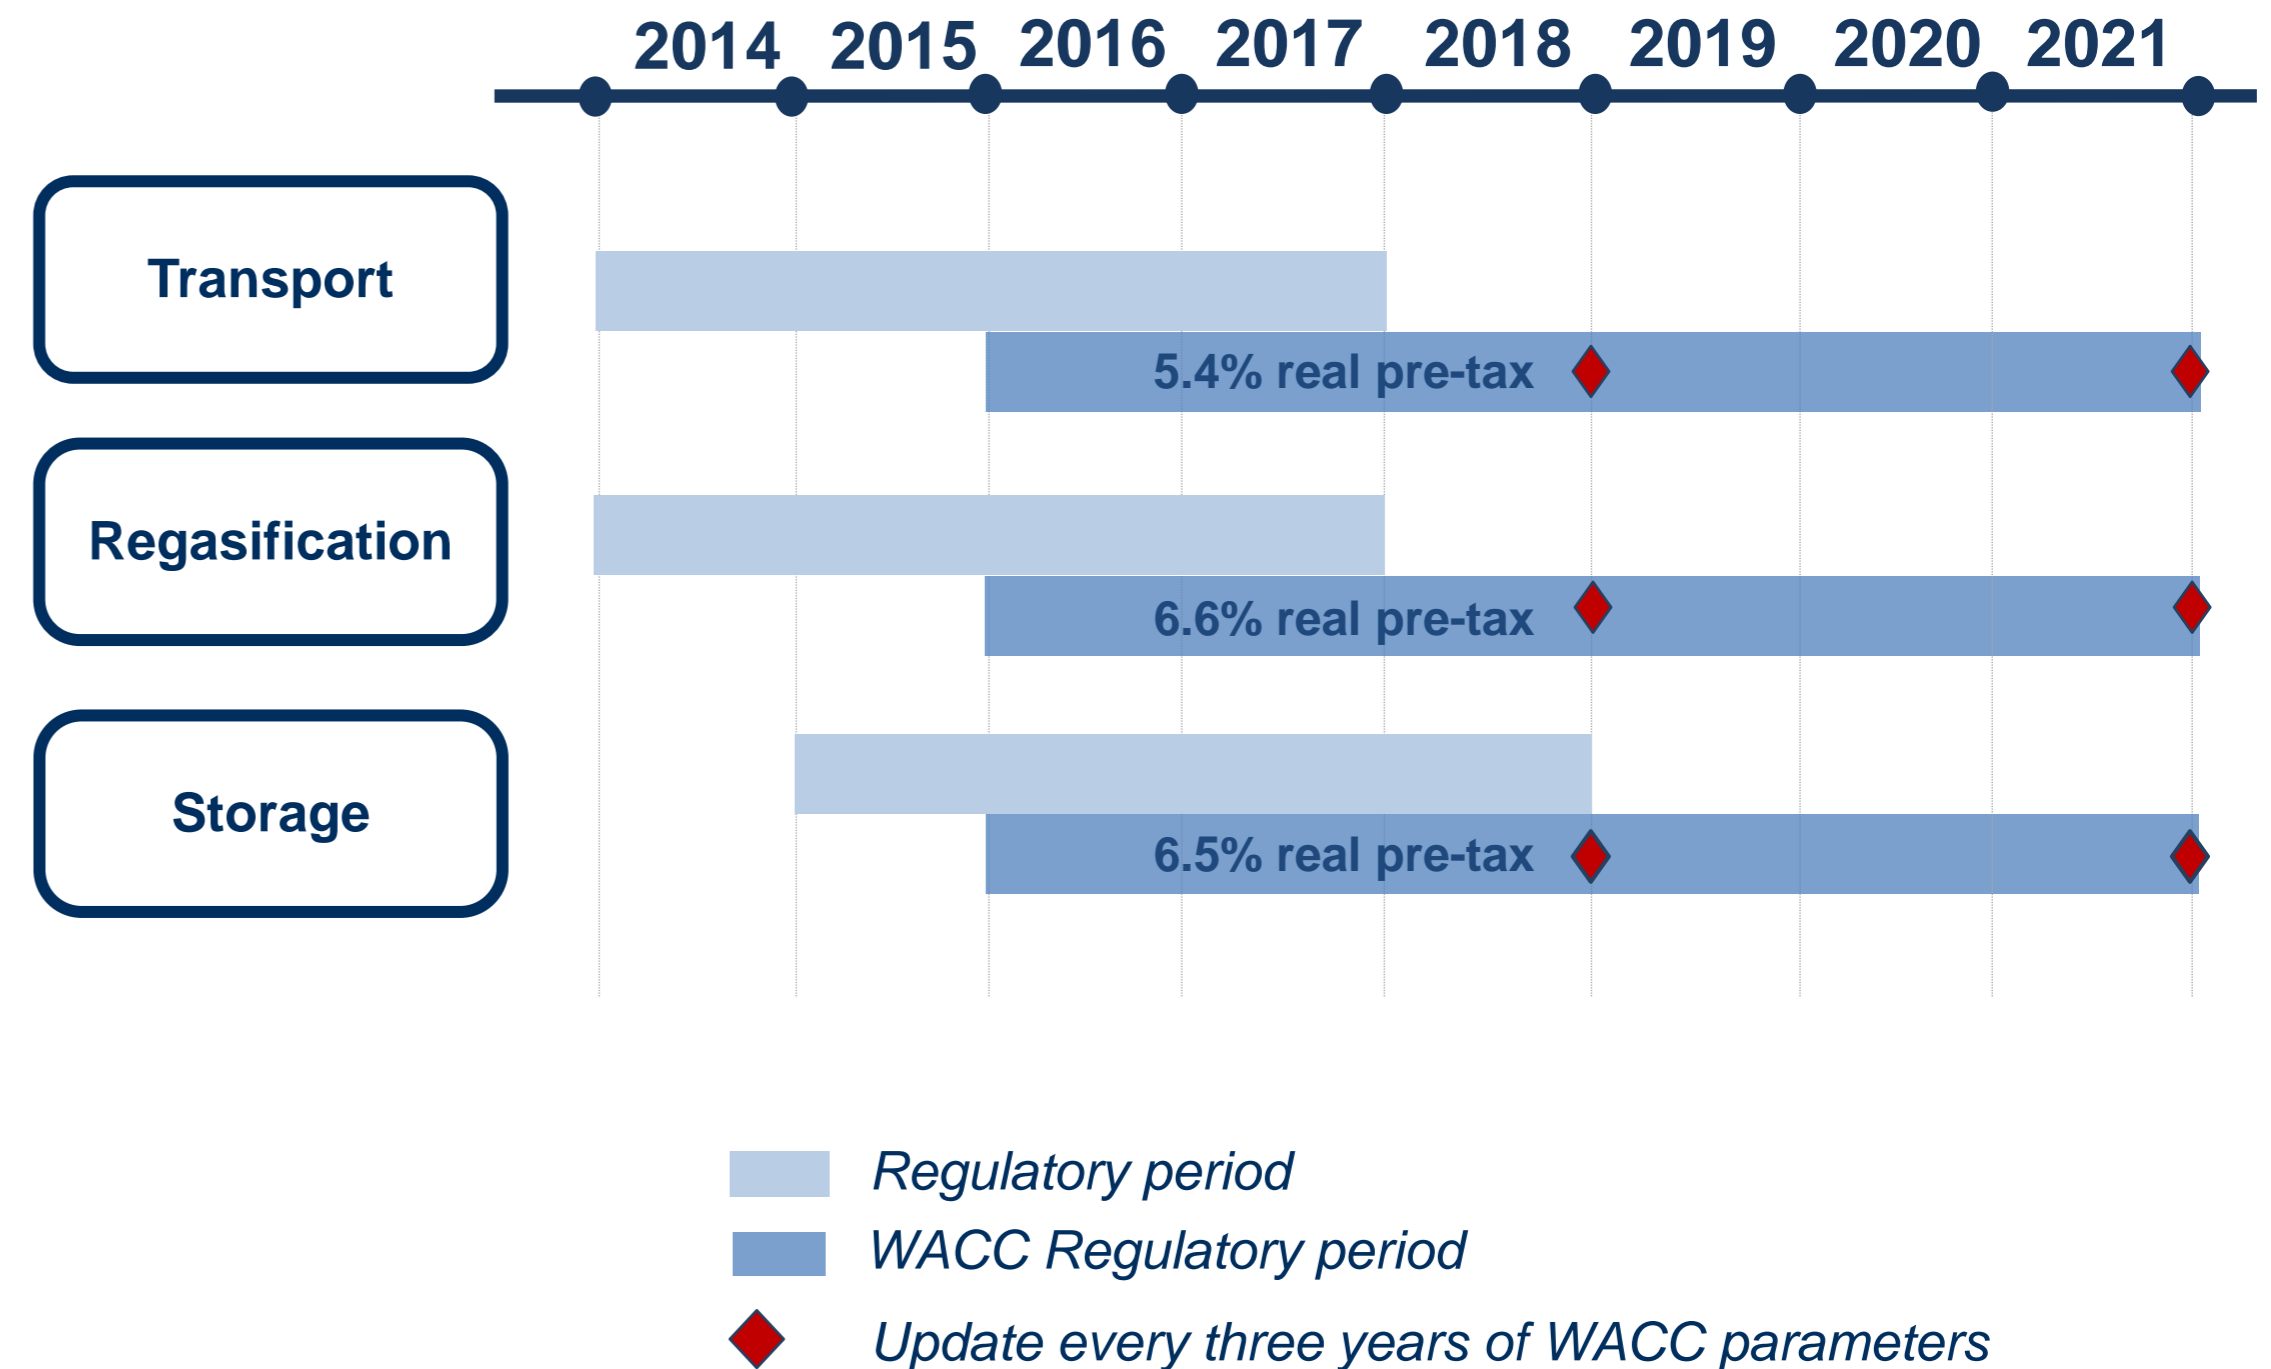 2014 2015 2016 2017 2018 2019 2020 2021
Transport
5.4% real pre-tax
Regasification
6.6% real pre-tax
Storage
6.5% real pre-tax
Regulatory period
WACC Regulatory period
Update every three years of WACC parameters